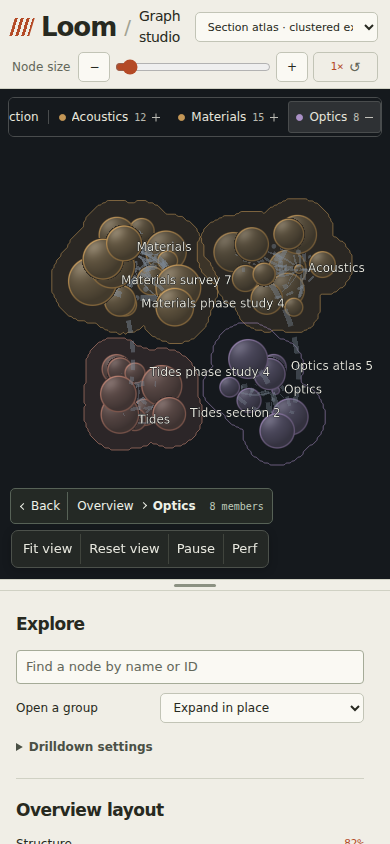 Loom / Graph studio
Section atlas · clustered
Node size − + 1× ↺
ction Acoustics 12 + Materials 15 + Optics 8 −
Materials
Acoustics
Materials survey 7
Materials phase study 4
Tides phase study 4
Optics atlas 5
Optics
Tides section 2
Tides
‹ Back Overview › Optics 8 members
Fit view Reset view Pause Perf
Explore
Find a node by name or ID
Open a group Expand in place
▶ Drilldown settings
Overview layout
Structure 82%